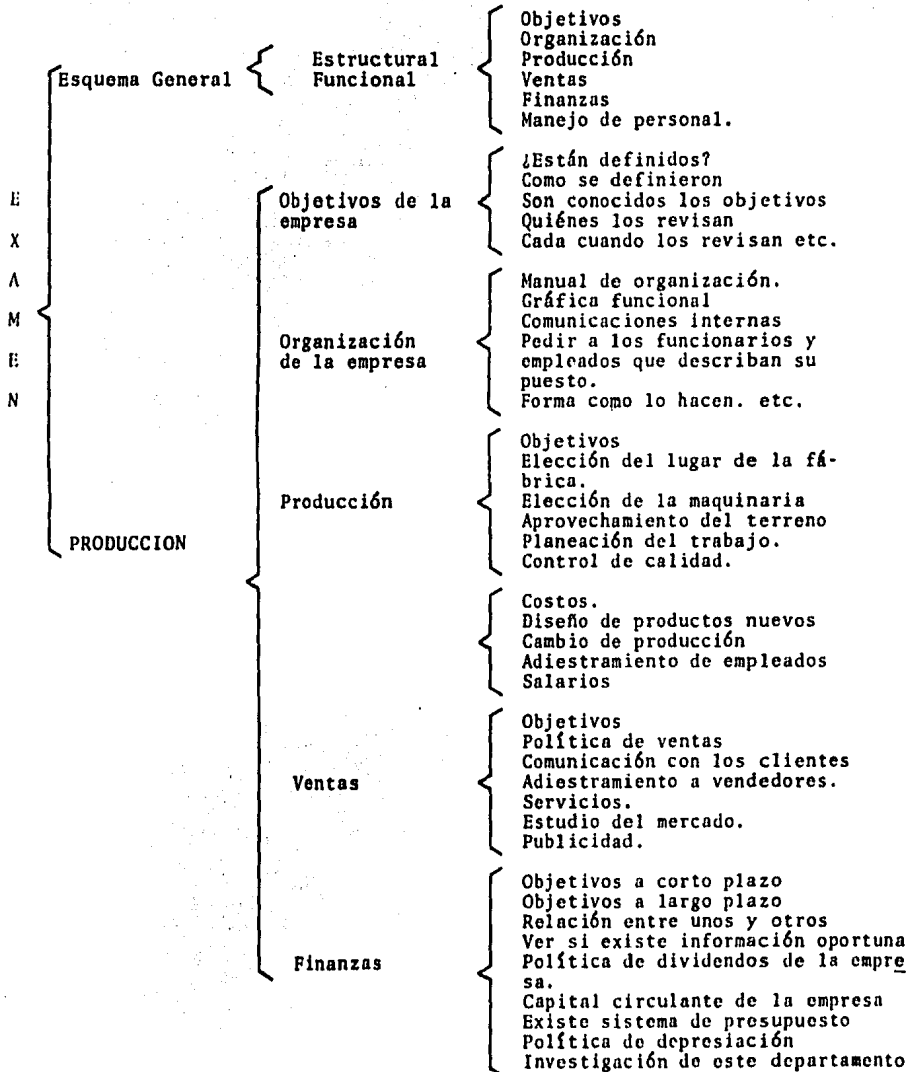 EXAMEN
Esquema General
Estructural
Funcional
Objetivos
Organización
Producción
Ventas
Finanzas
Manejo de personal.
PRODUCCION
Objetivos de la
empresa
¿Están definidos?
Como se definieron
Son conocidos los objetivos
Quiénes los revisan
Cada cuando los revisan etc.
Organización
de la empresa
Manual de organización.
Gráfica funcional
Comunicaciones internas
Pedir a los funcionarios y
empleados que describan su
puesto.
Forma como lo hacen. etc.
Producción
Objetivos
Elección del lugar de la fá-
brica.
Elección de la maquinaria
Aprovechamiento del terreno
Planeación del trabajo.
Control de calidad.
Costos.
Diseño de productos nuevos
Cambio de producción
Adiestramiento de empleados
Salarios
Ventas
Objetivos
Política de ventas
Comunicación con los clientes
Adiestramiento a vendedores.
Servicios.
Estudio del mercado.
Publicidad.
Finanzas
Objetivos a corto plazo
Objetivos a largo plazo
Relación entre unos y otros
Ver si existe información oportuna
Política de dividendos de la empre
sa.
Capital circulante de la empresa
Existe sistema de presupuesto
Política de depresiación
Investigación de este departamento